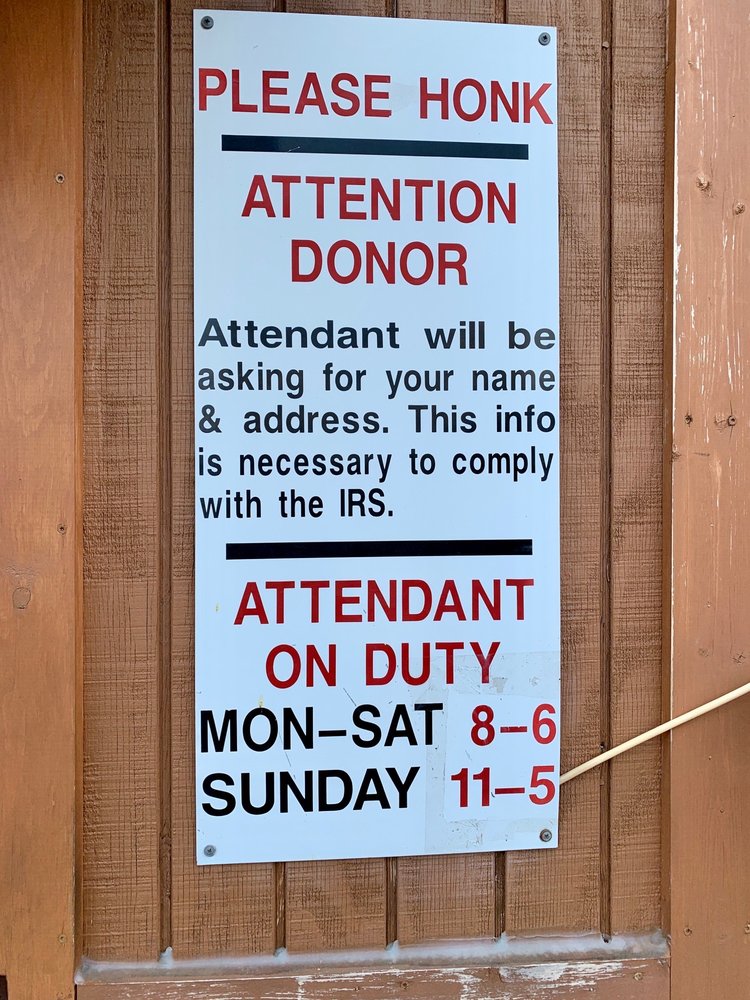 PLEASE HONK
ATTENTION
DONOR
Attendant will be
asking for your name
& address. This info
is necessary to comply
with the IRS.
ATTENDANT
ON DUTY
MON–SAT 8–6
SUNDAY 11–5